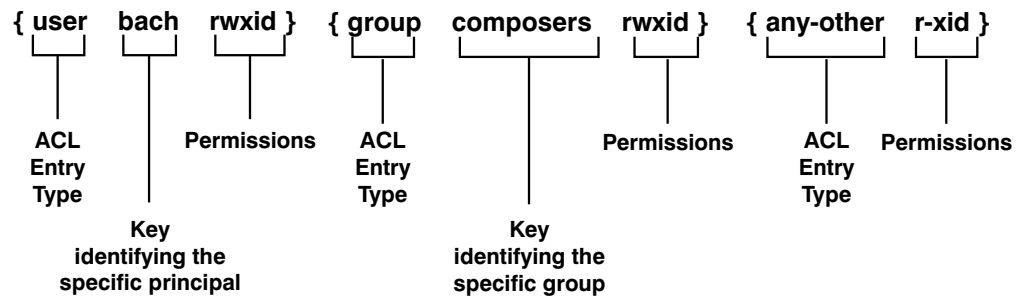 { user bach rwxid } { group composers rwxid } { any-other r-xid }
ACL Entry Type
Permissions
ACL Entry Type
Permissions
ACL Entry Type
Permissions
Key identifying the specific principal
Key identifying the specific group